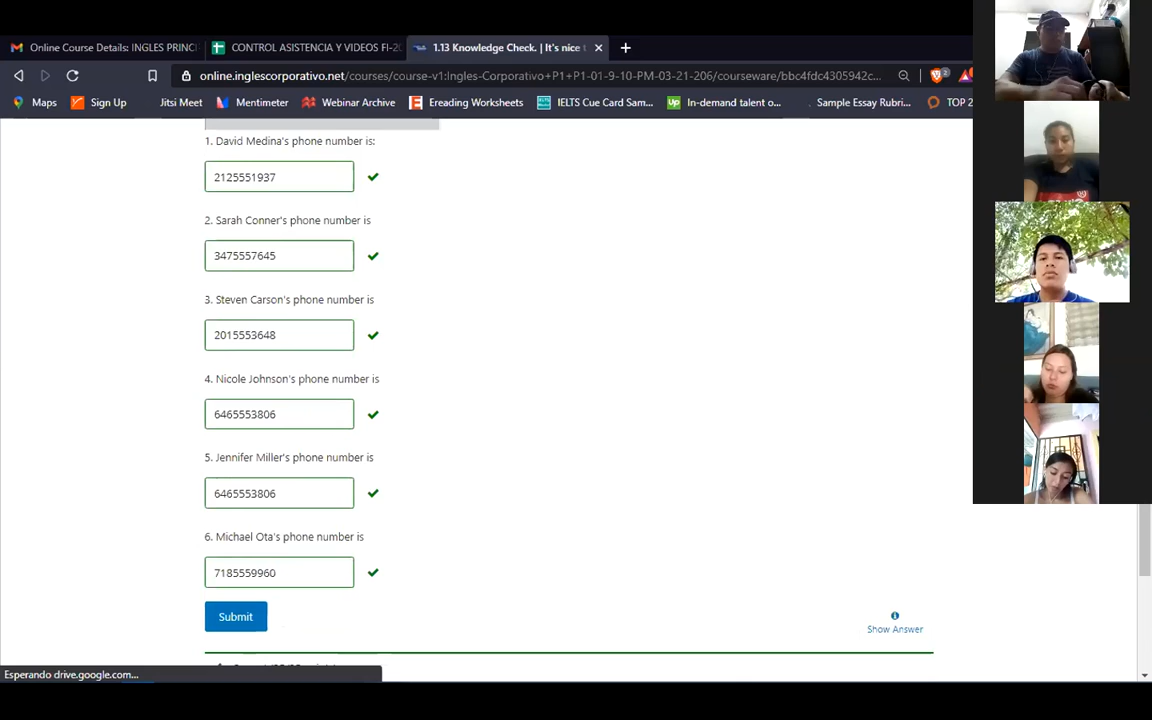 Online Course Details: INGLES PRINCI
CONTROL ASISTENCIA Y VIDEOS FI-20
1.13 Knowledge Check. | It's nice t
online.inglescorporativo.net/courses/course-v1:Ingles-Corporativo+P1+P1-01-9-10-PM-03-21-206/courseware/bbc4fdc4305942c...
2
Maps
Sign Up
Jitsi Meet
Mentimeter
Webinar Archive
Ereading Worksheets
IELTS Cue Card Sam...
In-demand talent o...
Sample Essay Rubri...
TOP 2
1. David Medina's phone number is:
2125551937
2. Sarah Conner's phone number is
3475557645
3. Steven Carson's phone number is
2015553648
4. Nicole Johnson's phone number is
6465553806
5. Jennifer Miller's phone number is
6465553806
6. Michael Ota's phone number is
7185559960
Submit
Show Answer
Esperando drive.google.com...